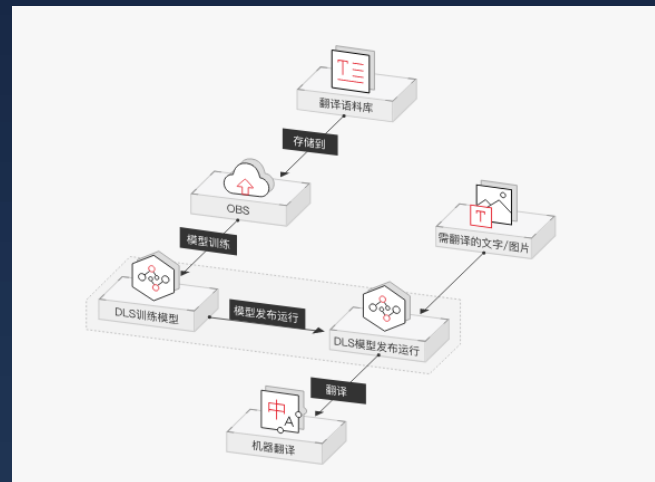 翻译语料库
存储到
OBS
需翻译的文字/图片
T
模型训练
DLS训练模型
模型发布运行
DLS模型发布运行
翻译
中
A
机器翻译